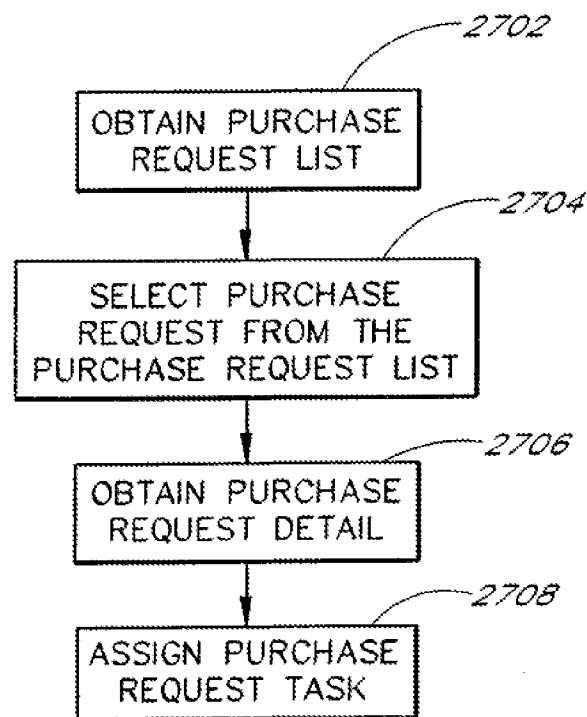 2702
OBTAIN PURCHASE
REQUEST LIST
2704
SELECT PURCHASE
REQUEST FROM THE
PURCHASE REQUEST LIST
2706
OBTAIN PURCHASE
REQUEST DETAIL
2708
ASSIGN PURCHASE
REQUEST TASK